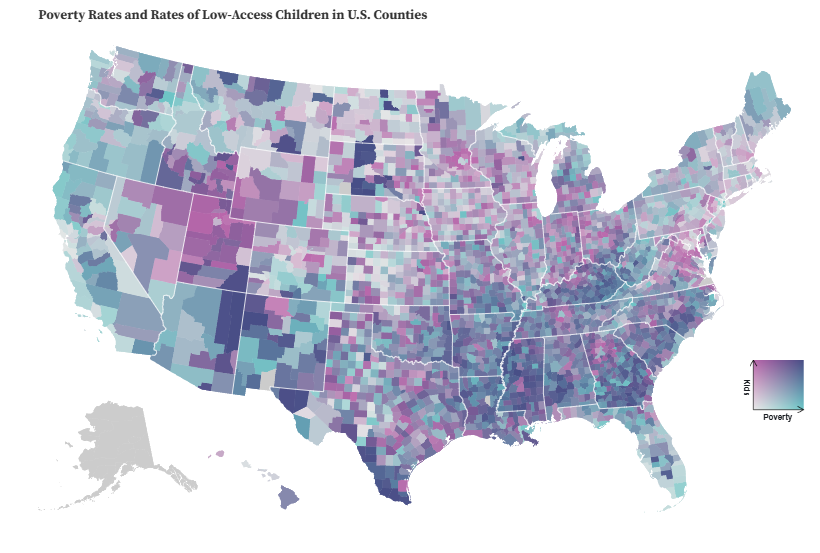 Poverty Rates and Rates of Low-Access Children in U.S. Counties
Kids
Poverty